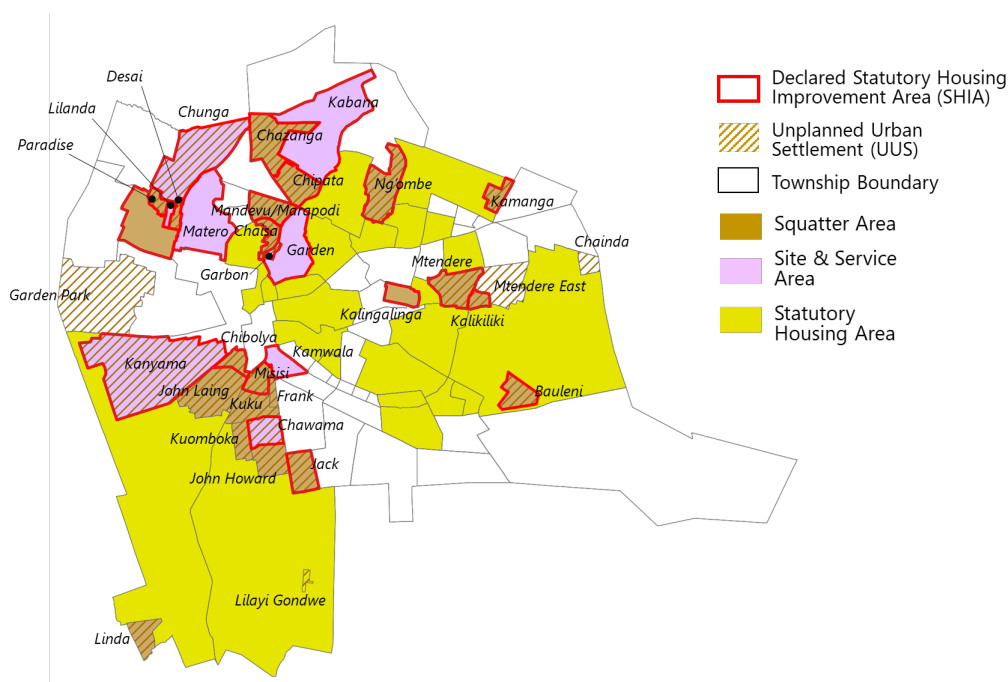 Desai
Lilanda
Chunga
Kabana
Paradise
Chazanga
Chipata
Ng'ombe
Kamanga
Mandevu/Marapodi
Matero
Chaisa
Garden
Chainda
Garbon
Mtendere
Garden Park
Mtendere East
Kalingalinga
Kalikiliki
Chibolya
Kamwala
Kanyama
Misisi
John Laing
Kuku
Frank
Bauleni
Chawama
Kuomboka
Jack
John Howard
Lilayi Gondwe
Linda
Declared Statutory Housing
Improvement Area (SHIA)
Unplanned Urban
Settlement (UUS)
Township Boundary
Squatter Area
Site & Service
Area
Statutory
Housing Area